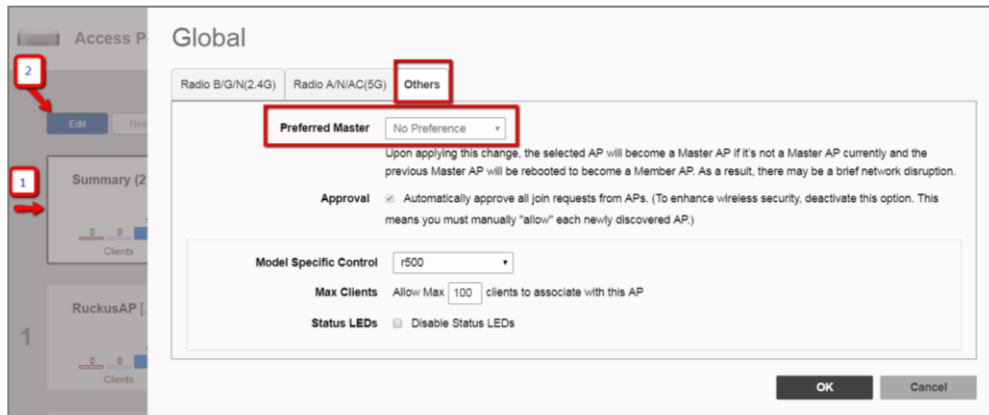 Access P
Global
2
Radio B/G/N(2.4G) Radio A/N/AC(5G) Others
Edit Res
Preferred Master No Preference
Upon applying this change, the selected AP will become a Master AP if it's not a Master AP currently and the
previous Master AP will be rebooted to become a Member AP. As a result, there may be a brief network disruption.
1
Summary (2
Approval Automatically approve all join requests from APs. (To enhance wireless security, deactivate this option. This
means you must manually "allow" each newly discovered AP.)
0 0
Clients
Model Specific Control r500
Max Clients Allow Max 100 clients to associate with this AP
RuckusAP [
Status LEDs Disable Status LEDs
1
0 0
Clients
OK Cancel